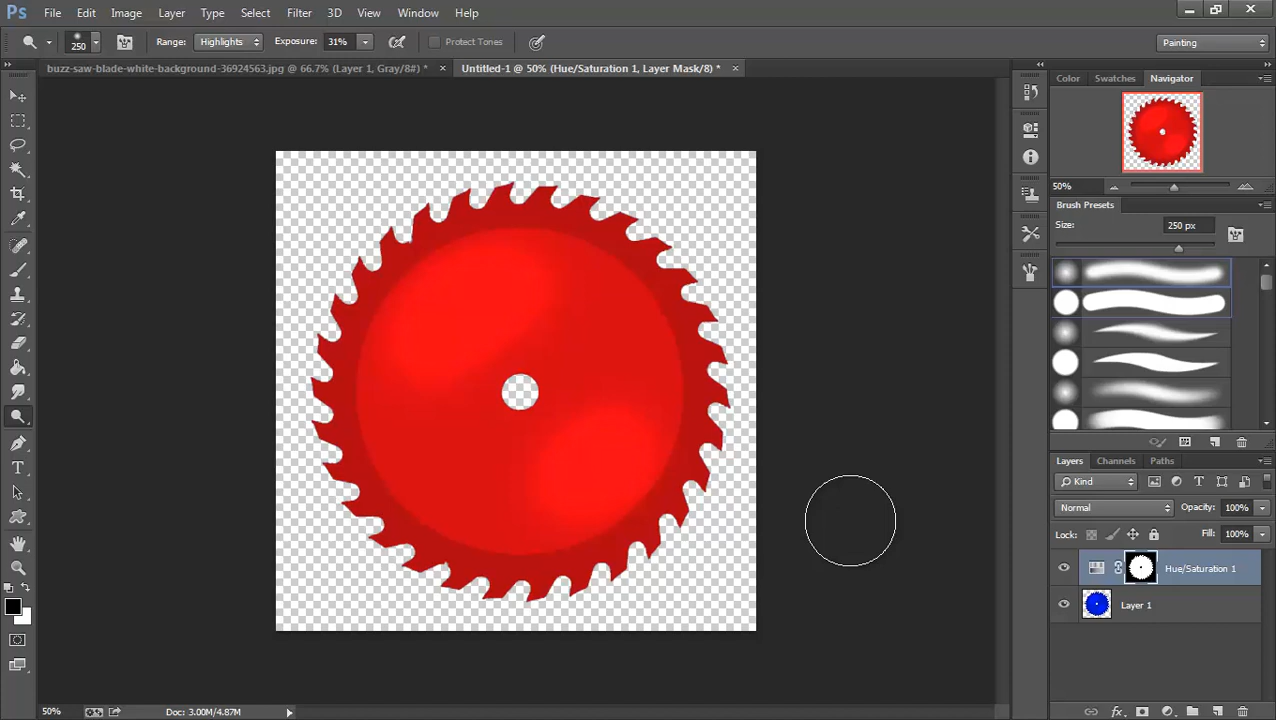 Ps File Edit Image Layer Type Select Filter 3D View Window Help
250 Range: Highlights Exposure: 31% Protect Tones Painting
buzz-saw-blade-white-background-36924563.jpg @ 66.7% (Layer 1, Gray/8#) * × Untitled-1 @ 50% (Hue/Saturation 1, Layer Mask/8) * ×
Color Swatches Navigator
50%
Brush Presets
Size: 250 px
Layers Channels Paths
Kind
Normal Opacity: 100%
Lock: Fill: 100%
Hue/Saturation 1
Layer 1
50% Doc: 3.00M/4.87M